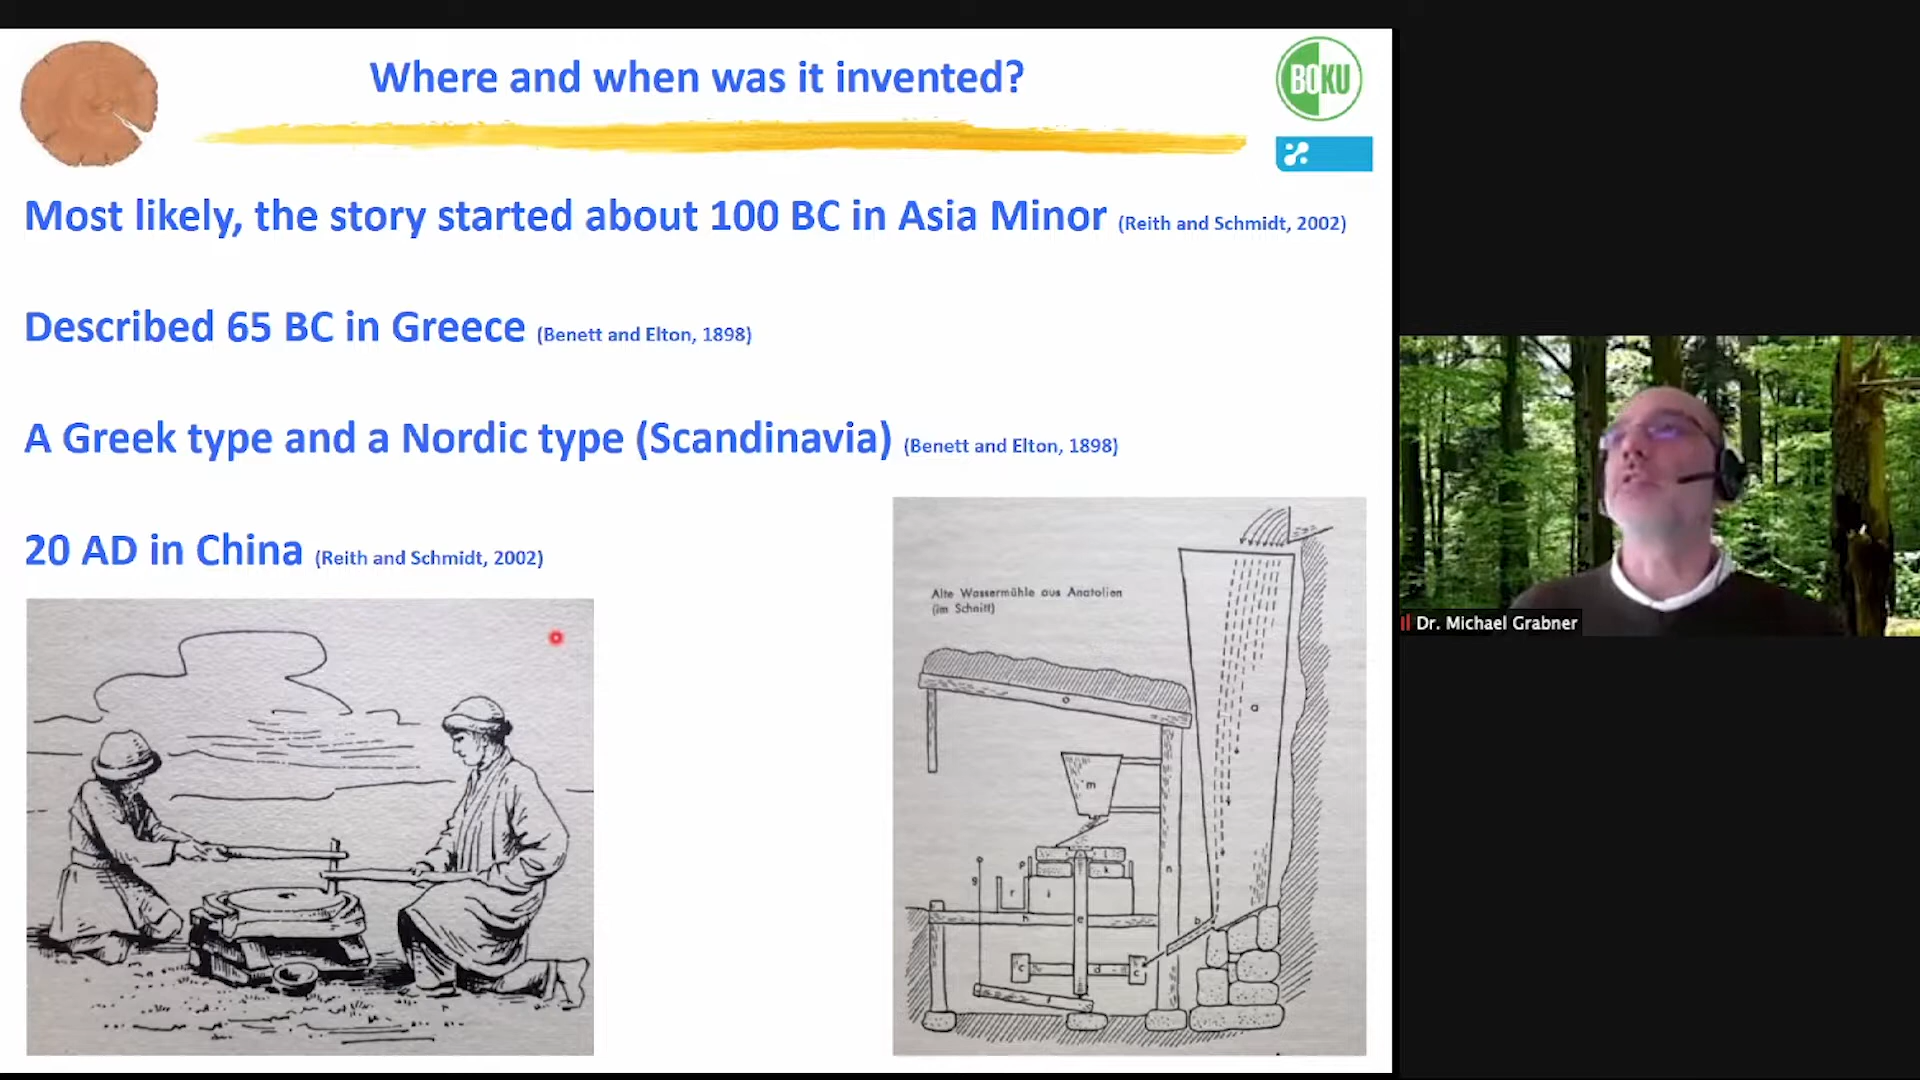 Where and when was it invented?
BOKU
Most likely, the story started about 100 BC in Asia Minor (Reith and Schmidt, 2002)
Described 65 BC in Greece (Benett and Elton, 1898)
A Greek type and a Nordic type (Scandinavia) (Benett and Elton, 1898)
20 AD in China (Reith and Schmidt, 2002)
Alte Wassermühle aus Anatolien
(im Schnitt)
a
o
m
n
p
g
r
i
k
h
e
b
c
d
c
f
Dr. Michael Grabner